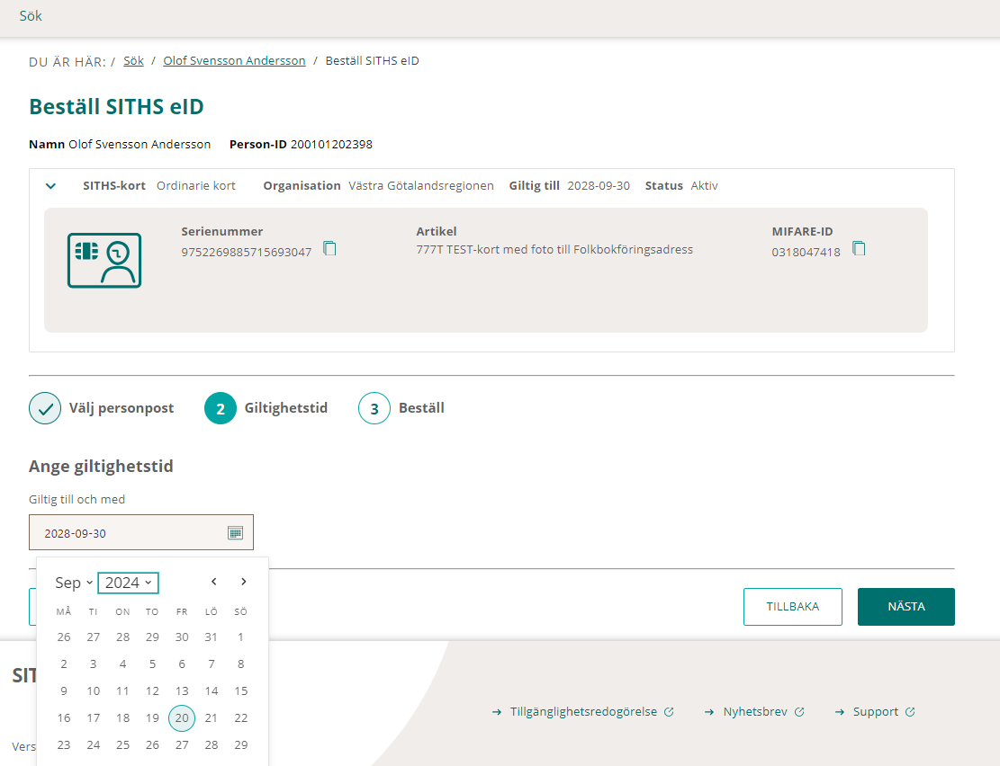 Sök
DU ÄR HÄR: / Sök / Olof Svensson Andersson / Beställ SITHS eID
Beställ SITHS eID
Namn Olof Svensson Andersson Person-ID 200101202398
SITHS-kort Ordinarie kort Organisation Västra Götalandsregionen Giltig till 2028-09-30 Status Aktiv
Serienummer Artikel MIFARE-ID
9752269885715693047 777T TEST-kort med foto till Folkbokföringsadress 0318047418
Välj personpost 2 Giltighetstid 3 Beställ
Ange giltighetstid
Giltig till och med
2028-09-30
Sep 2024
TILLBAKA NÄSTA
MÅ TI ON TO FR LÖ SÖ
26 27 28 29 30 31 1
2 3 4 5 6 7 8
9 10 11 12 13 14 15
16 17 18 19 20 21 22
23 24 25 26 27 28 29
SIT
Vers
→ Tillgänglighetsredogörelse → Nyhetsbrev → Support